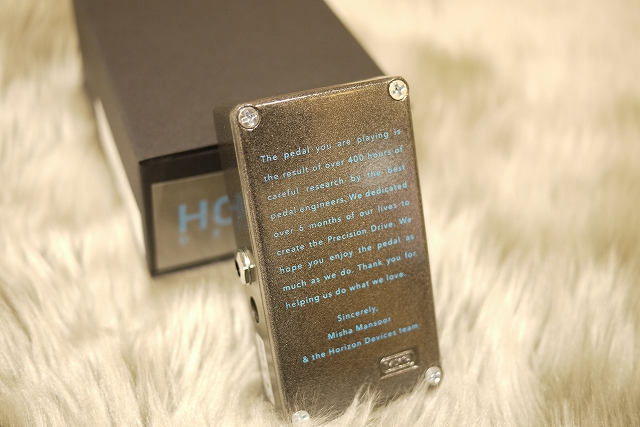 The pedal you are playing is
the result of over 400 hours of
careful research by the best
pedal engineers. We dedicated
over 6 months of our lives to
create the Precision Drive. We
hope you enjoy the pedal as
much as we do. Thank you for
helping us do what we love.
Sincerely,
Misha Mansoor
& the Horizon Devices team